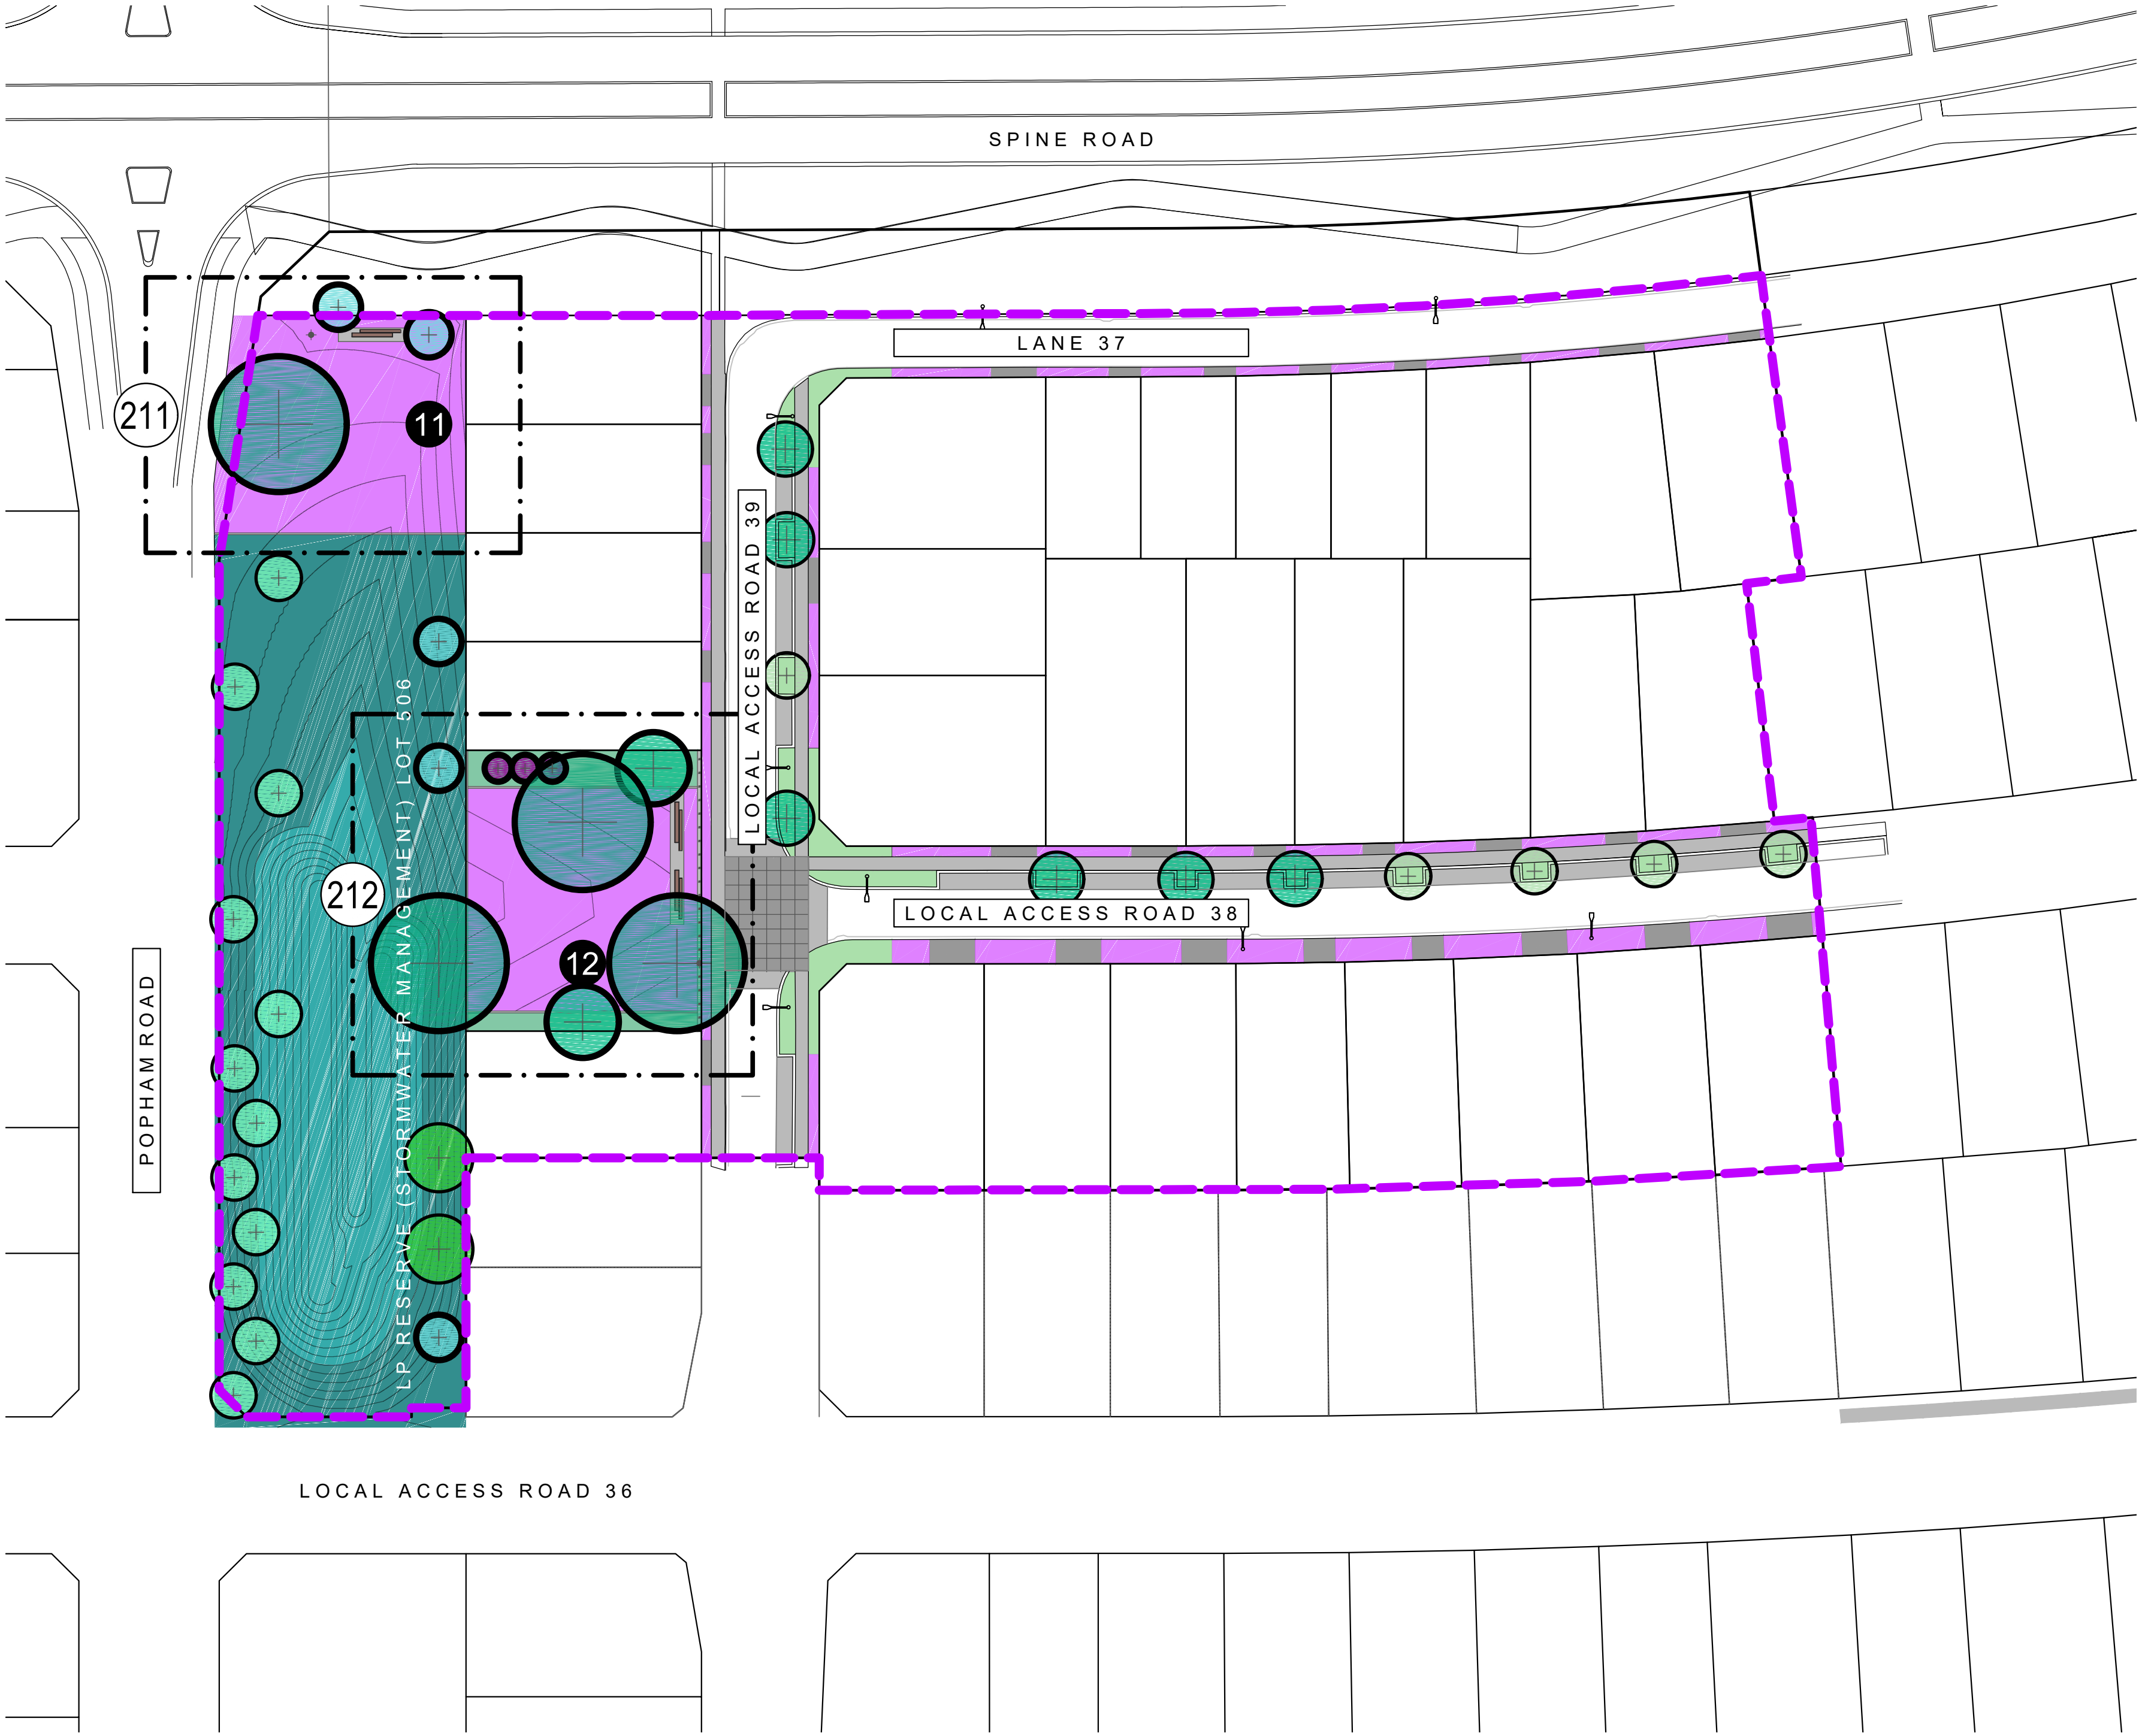 SPINE ROAD
LANE 37
211
11
LOCAL ACCESS ROAD 39
LP RESERVE (STORMWATER MANAGEMENT) LOT 506
212
LOCAL ACCESS ROAD 38
12
POPHAM ROAD
LOCAL ACCESS ROAD 36